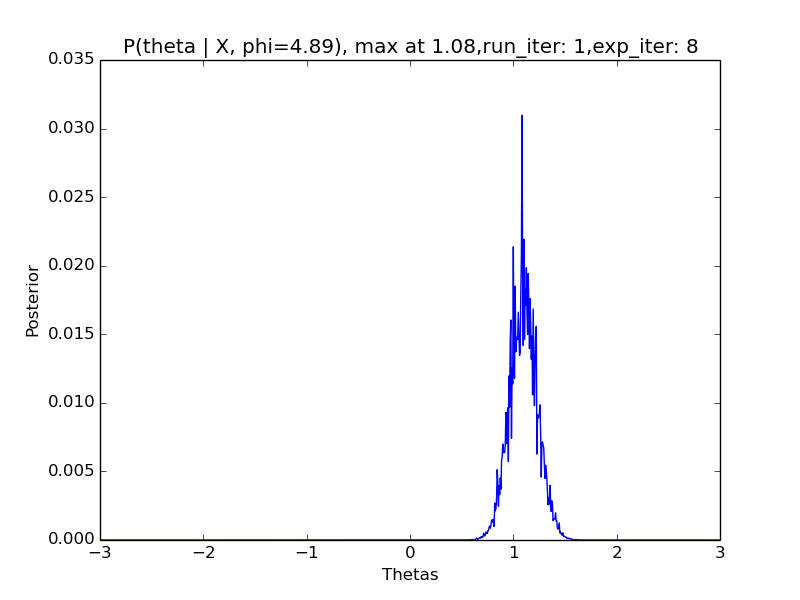 P(theta | X, phi=4.89), max at 1.08,run_iter: 1,exp_iter: 8
0.035
0.030
0.025
0.020
0.015
0.010
0.005
0.000
Posterior
−3 −2 −1 0 1 2 3
Thetas